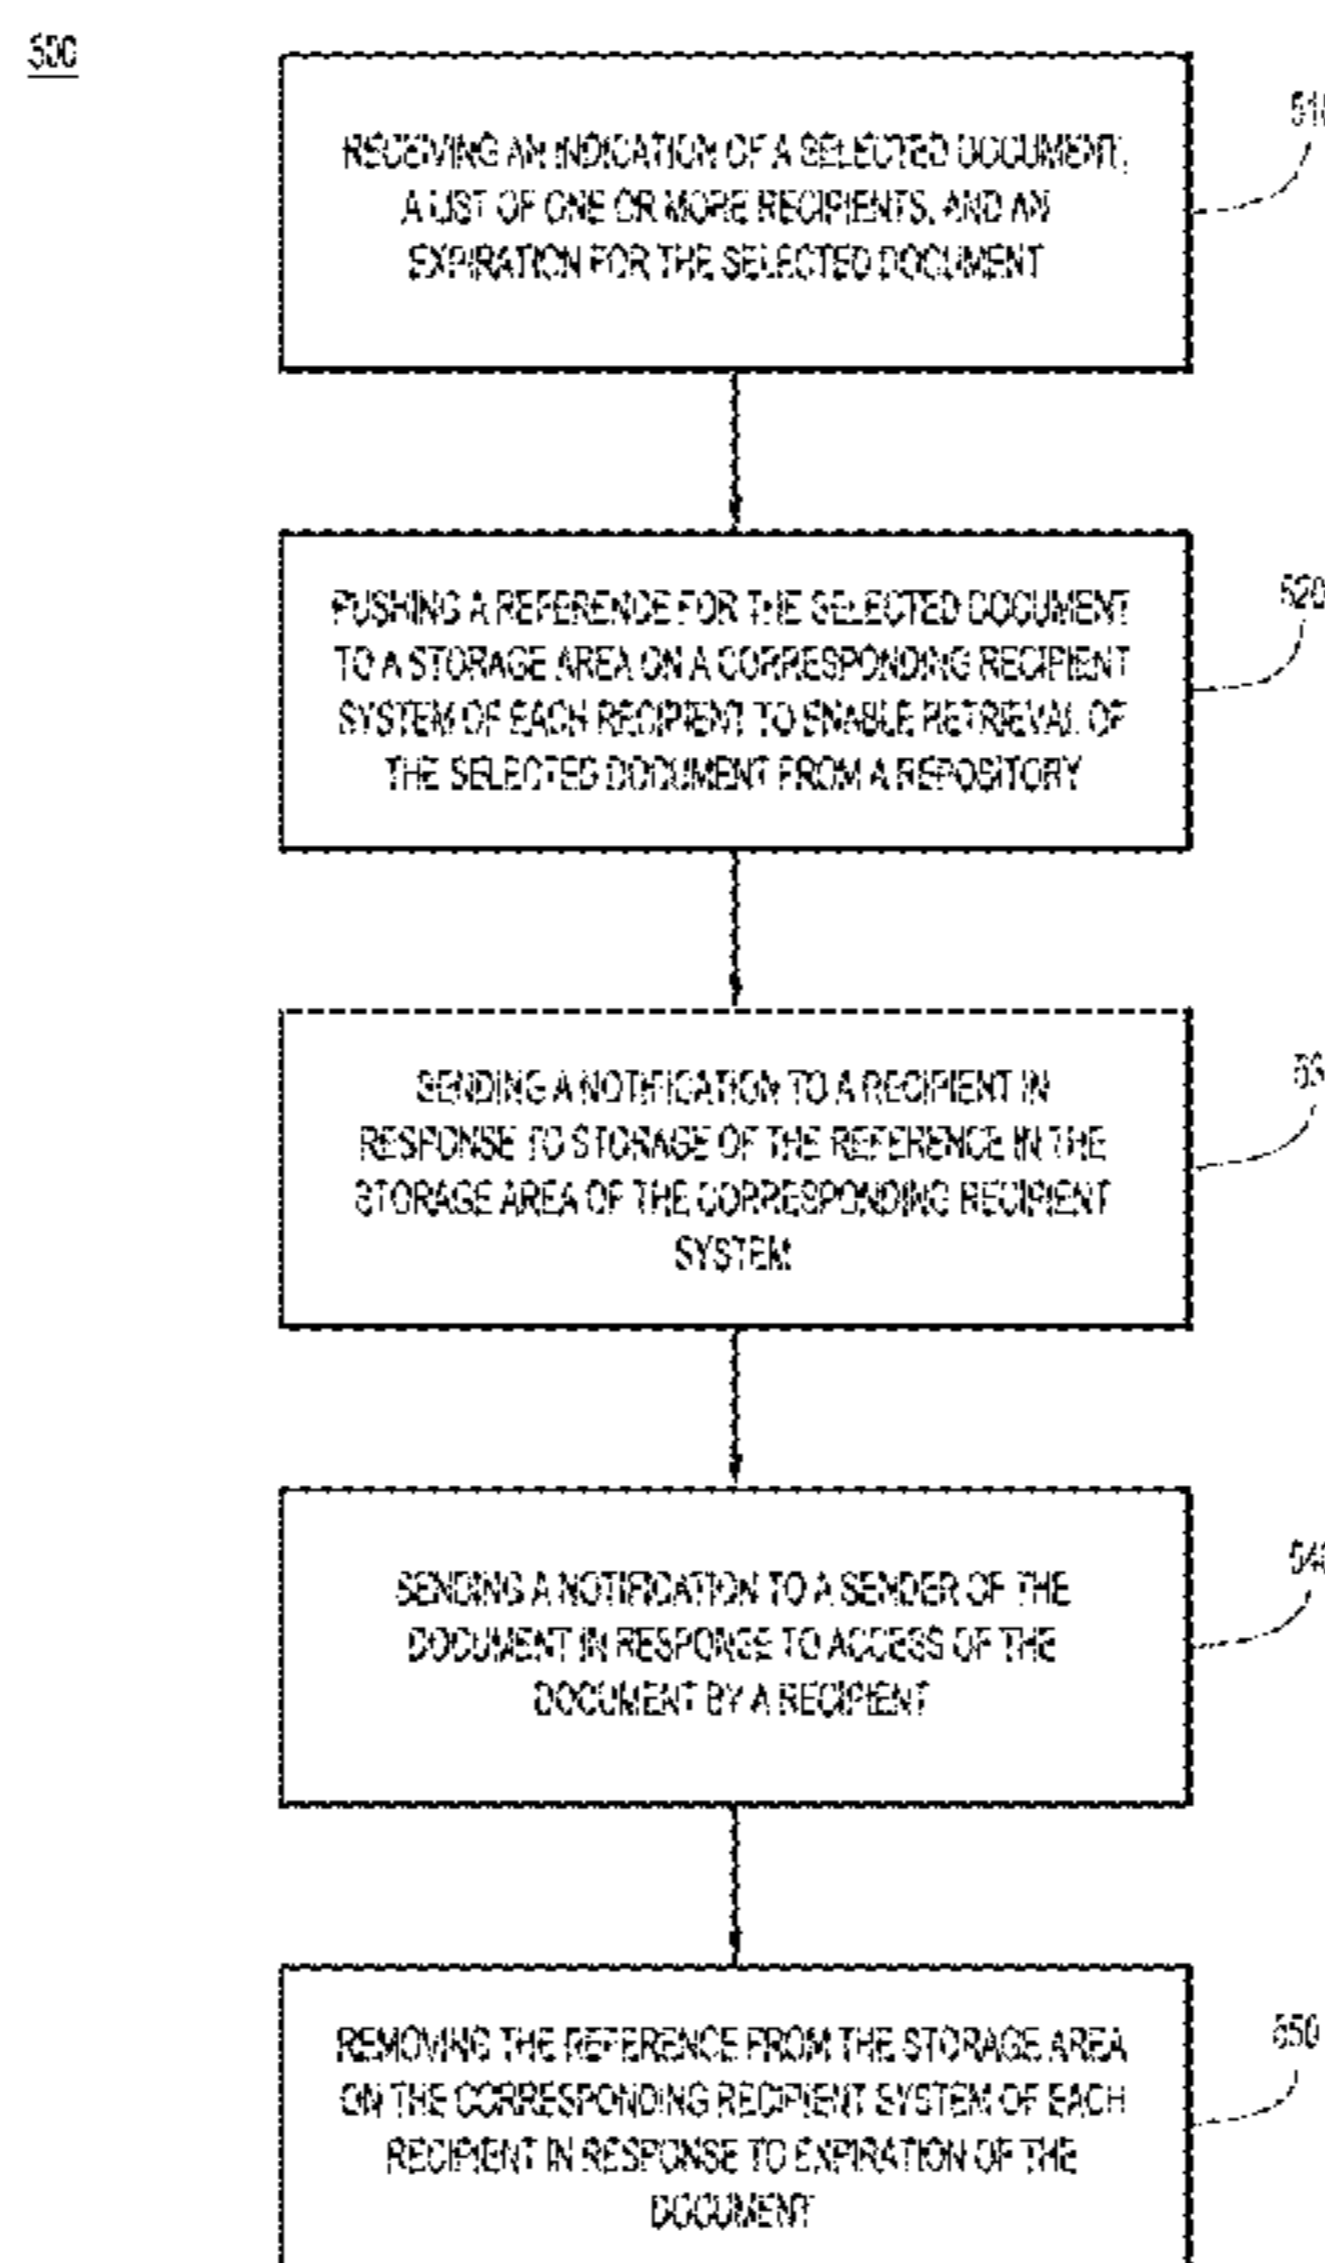 500
RECEIVING AN INDICATION OF A SELECTED DOCUMENT,
A LIST OF ONE OR MORE RECIPIENTS, AND AN
EXPIRATION FOR THE SELECTED DOCUMENT
PUSHING A REFERENCE FOR THE SELECTED DOCUMENT
TO A STORAGE AREA ON A CORRESPONDING RECIPIENT
SYSTEM OF EACH RECIPIENT TO ENABLE RETRIEVAL OF
THE SELECTED DOCUMENT FROM A REPOSITORY
520
SENDING A NOTIFICATION TO A RECIPIENT IN
RESPONSE TO STORAGE OF THE REFERENCE IN THE
STORAGE AREA OF THE CORRESPONDING RECIPIENT
SYSTEM
SENDING A NOTIFICATION TO A SENDER OF THE
DOCUMENT IN RESPONSE TO ACCESS OF THE
DOCUMENT BY A RECIPIENT
REMOVING THE REFERENCE FROM THE STORAGE AREA
ON THE CORRESPONDING RECIPIENT SYSTEM OF EACH
RECIPIENT IN RESPONSE TO EXPIRATION OF THE
DOCUMENT
550